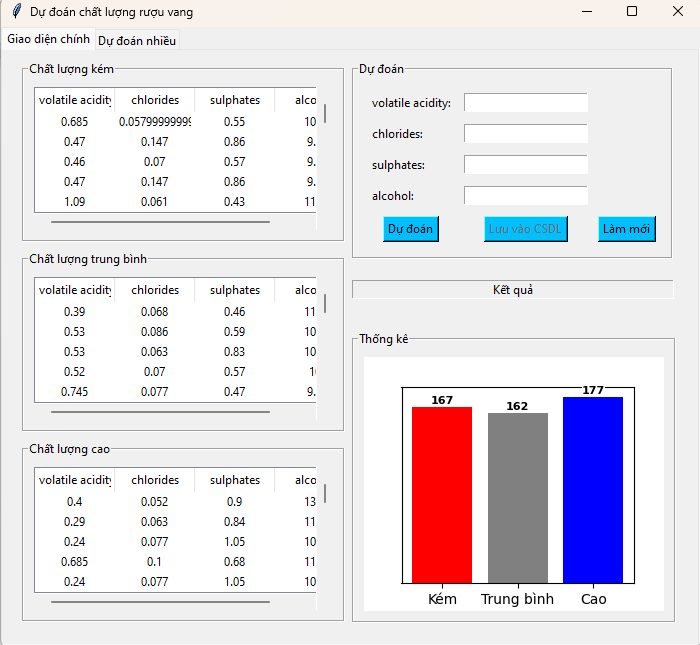 Dự đoán chất lượng rượu vang
Giao diện chính Dự đoán nhiều
Chất lượng kém
volatile acidity chlorides sulphates alco
0.685 0.05799999999 0.55 10
0.47 0.147 0.86 9.
0.46 0.07 0.57 9.
0.47 0.147 0.86 9.
1.09 0.061 0.43 11
Chất lượng trung bình
volatile acidity chlorides sulphates alco
0.39 0.068 0.46 11
0.53 0.086 0.59 10
0.53 0.063 0.83 10
0.52 0.07 0.57 10
0.745 0.077 0.47 9.
Chất lượng cao
volatile acidity chlorides sulphates alco
0.4 0.052 0.9 13
0.29 0.063 0.84 11
0.24 0.077 1.05 10
0.685 0.1 0.68 11
0.24 0.077 1.05 10
Dự đoán
volatile acidity:
chlorides:
sulphates:
alcohol:
Dự đoán Lưu vào CSDL Làm mới
Kết quả
Thống kê
167 162 177
Kém Trung bình Cao